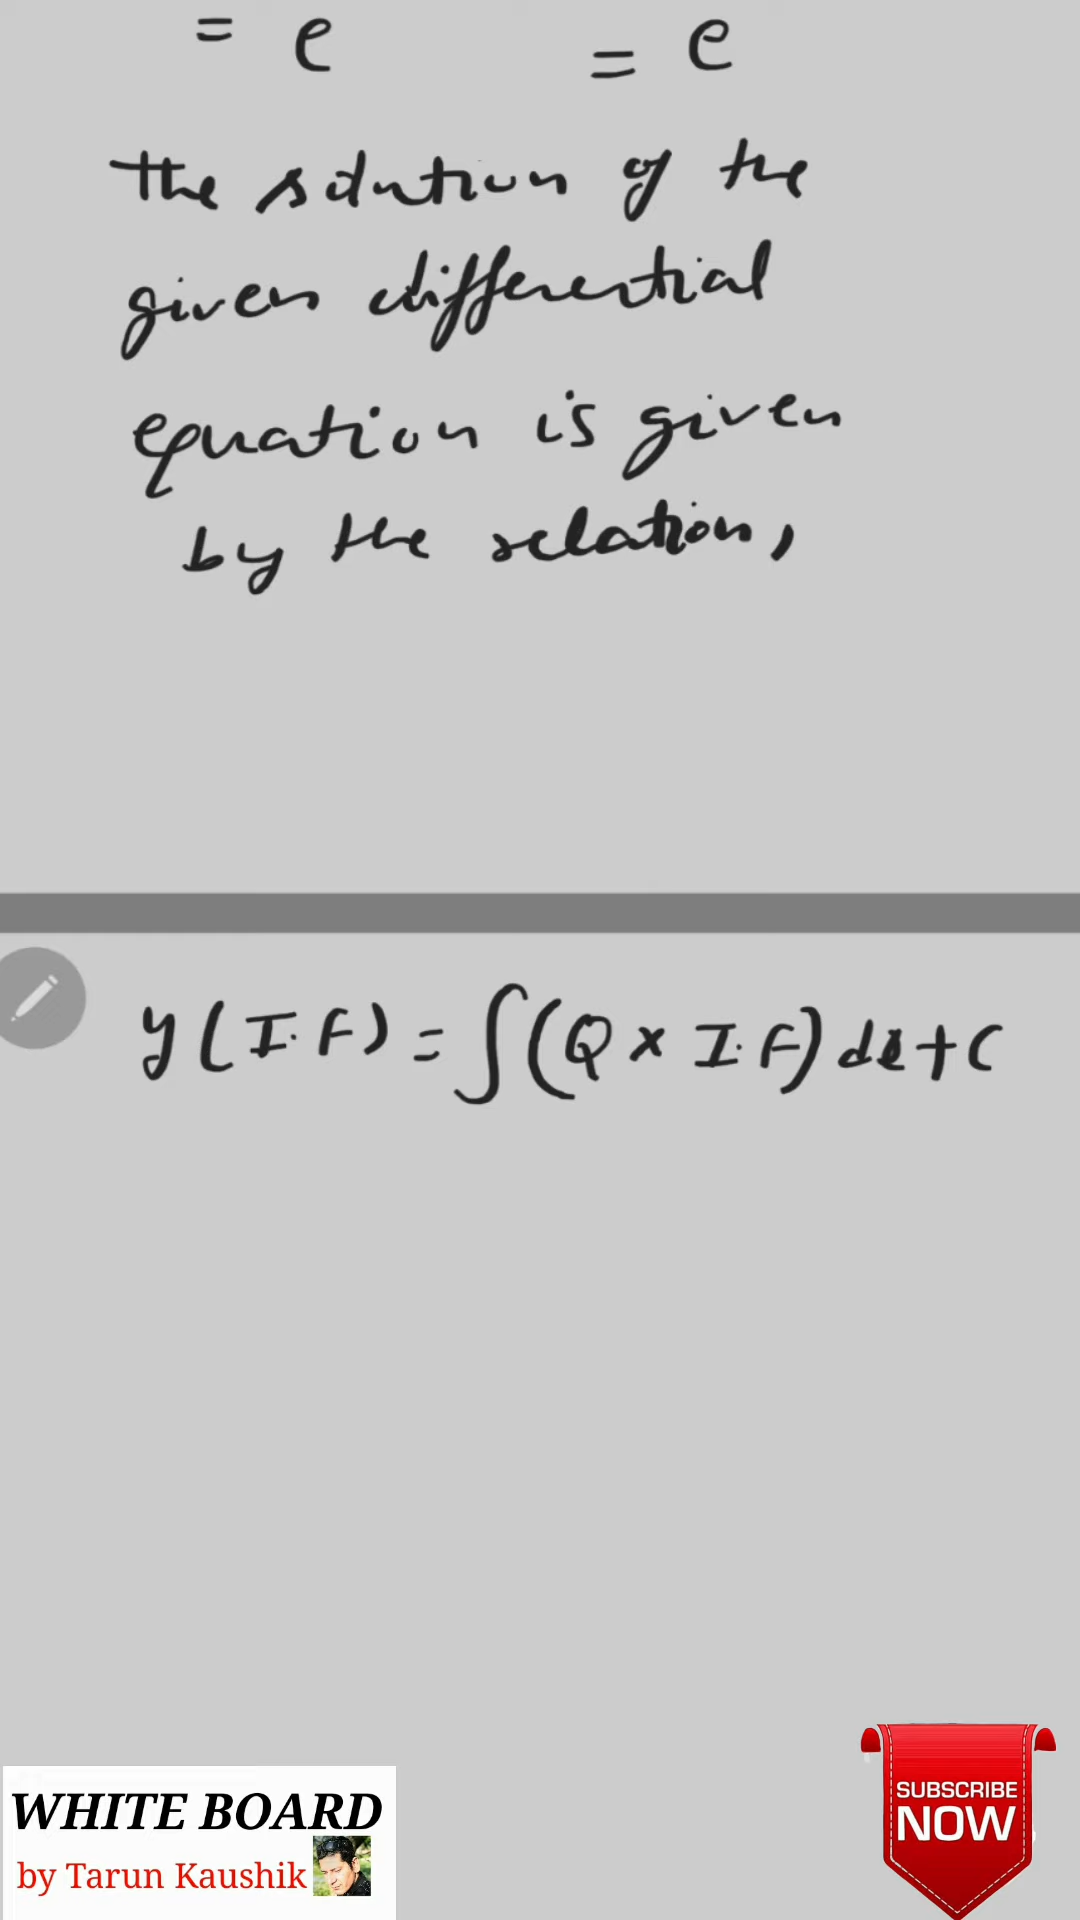 = e = e
The solution of the
given differential
equation is given
by the relation,
y(I.F) = ∫(Q x I.F) dx + C
WHITE BOARD
by Tarun Kaushik
SUBSCRIBE
NOW